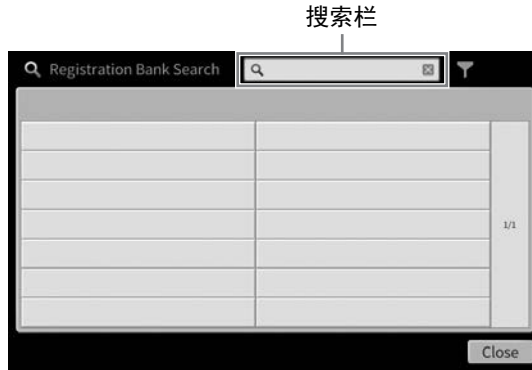 搜索栏
Registration Bank Search
1/1
Close